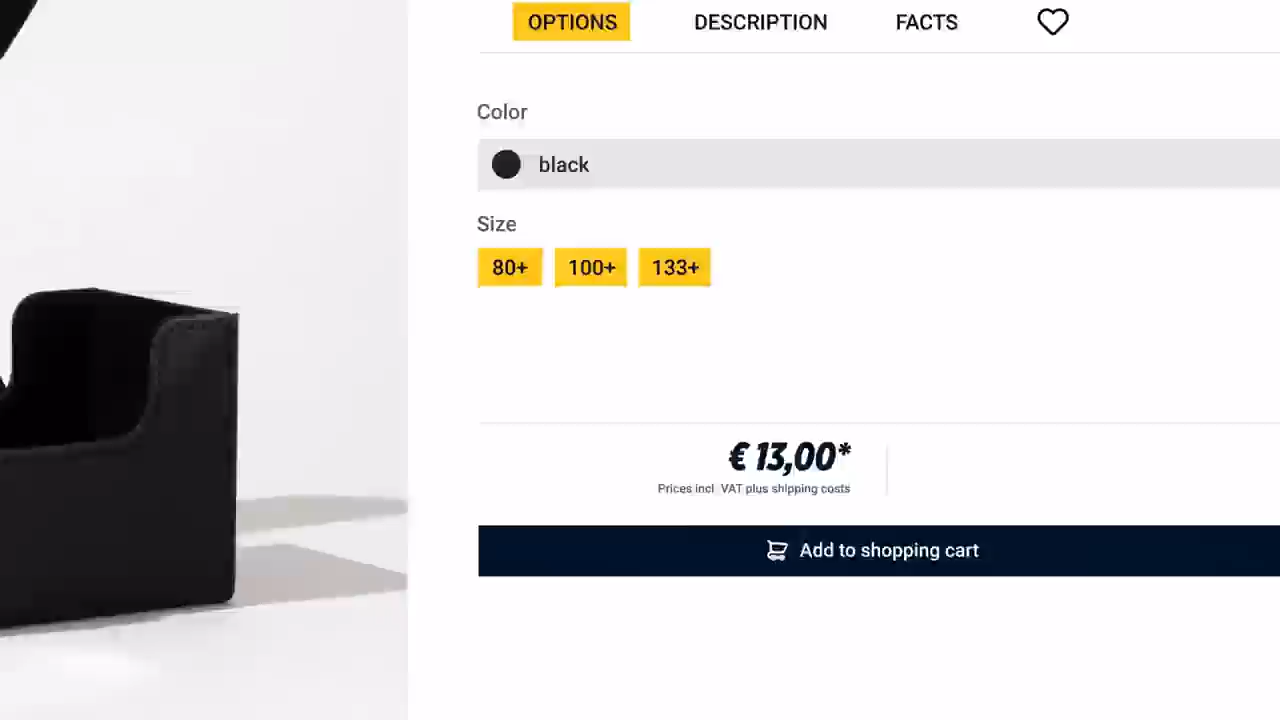 OPTIONS DESCRIPTION FACTS
Color
black
Size
80+ 100+ 133+
€ 13,00*
Prices incl. VAT plus shipping costs
Add to shopping cart